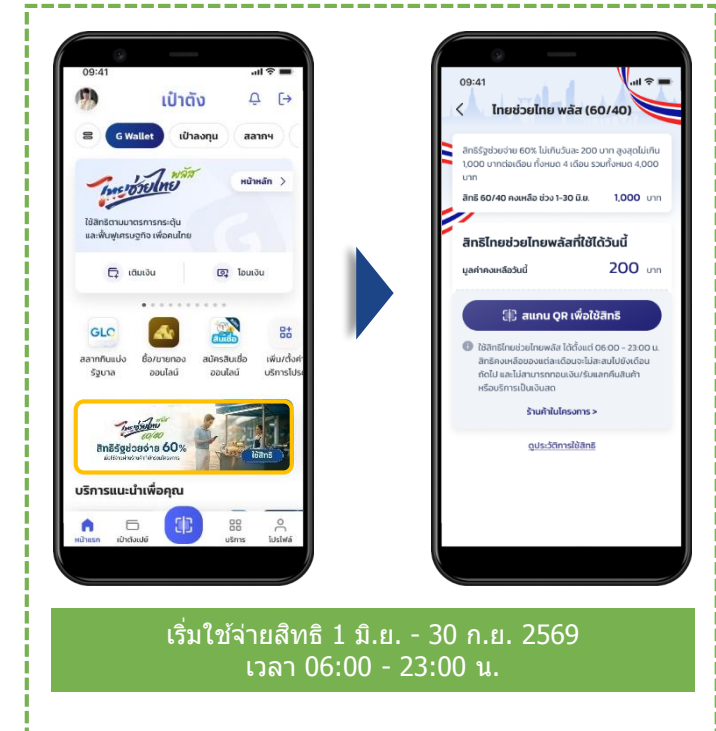 09:41
เป๋าตัง
G Wallet
เป๋าลงทุน
สลากฯ
ไทยช่วยไทย พลัส
หน้าหลัก >
ใช้สิทธิตามมาตรการกระตุ้น
และฟื้นฟูเศรษฐกิจ เพื่อคนไทย
เติมเงิน
โอนเงิน
GLO
สินเชื่อ
สลากกินแบ่ง
รัฐบาล
ซื้อ/ขายทอง
ออนไลน์
สมัครสินเชื่อ
ออนไลน์
เพิ่ม/ตั้งค่า
บริการโปร
ไทยช่วยไทย พลัส
60/40
สิทธิรัฐช่วยจ่าย 60%
ใช้สิทธิ
บริการแนะนำเพื่อคุณ
หน้าแรก
เป๋าตังเปย์
บริการ
โปรไฟล์
09:41
< ไทยช่วยไทย พลัส (60/40)
สิทธิรัฐช่วยจ่าย 60% ไม่เกินวันละ 200 บาท สูงสุดไม่เกิน
1,000 บาทต่อเดือน ทั้งหมด 4 เดือน รวมทั้งหมด 4,000
บาท
สิทธิ 60/40 คงเหลือ ช่วง 1-30 มิ.ย. 1,000 บาท
สิทธิไทยช่วยไทยพลัสที่ใช้ได้วันนี้
มูลค่าคงเหลือวันนี้ 200 บาท
สแกน QR เพื่อใช้สิทธิ
ใช้สิทธิไทยช่วยไทยพลัส ได้ตั้งแต่ 06:00 - 23:00 น.
สิทธิคงเหลือของแต่ละเดือนจะไม่สะสมไปยังเดือน
ถัดไป และไม่สามารถถอนเงิน/รับแลกคืนสินค้า
หรือบริการเป็นเงินสด
ร้านค้าในโครงการ >
ดูประวัติการใช้สิทธิ
เริ่มใช้จ่ายสิทธิ 1 มิ.ย. - 30 ก.ย. 2569
เวลา 06:00 - 23:00 น.